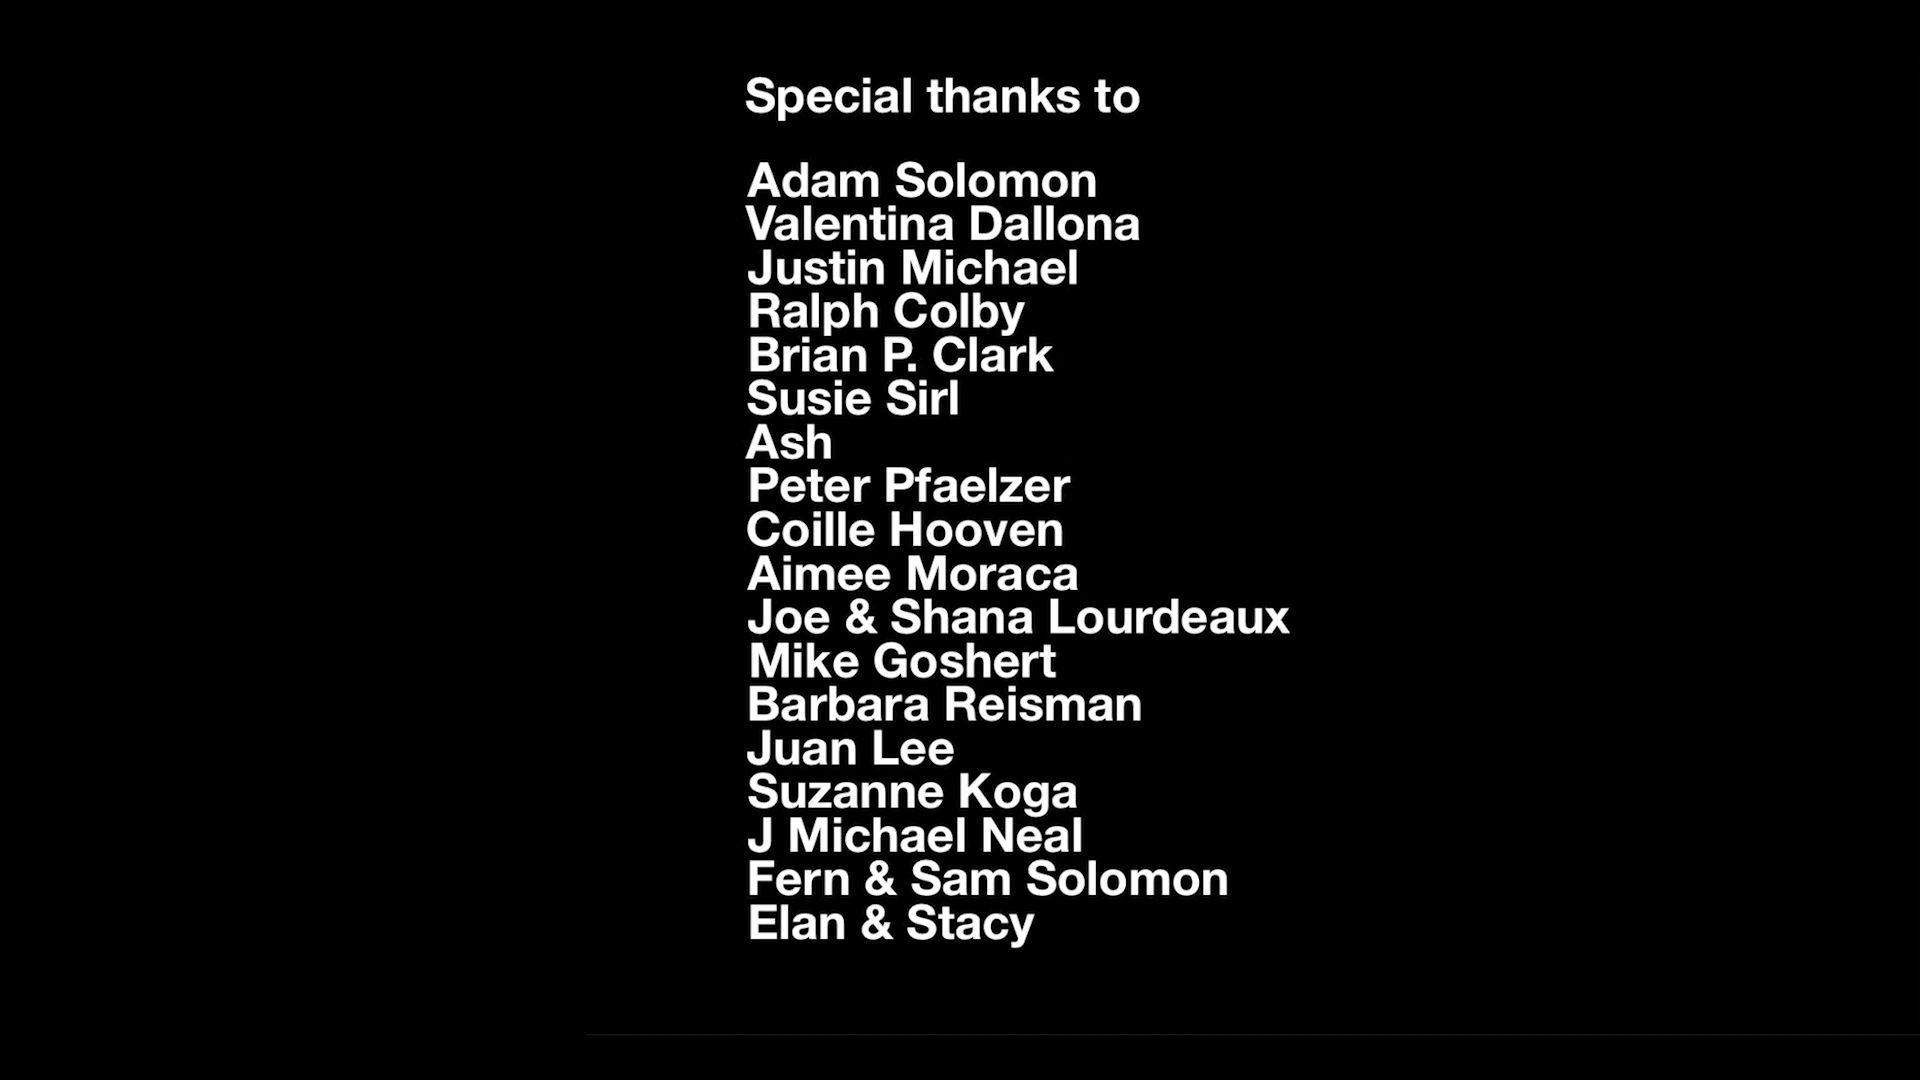 Special thanks to
Adam Solomon
Valentina Dallona
Justin Michael
Ralph Colby
Brian P. Clark
Susie Sirl
Ash
Peter Pfaelzer
Coille Hooven
Aimee Moraca
Joe & Shana Lourdeaux
Mike Goshert
Barbara Reisman
Juan Lee
Suzanne Koga
J Michael Neal
Fern & Sam Solomon
Elan & Stacy